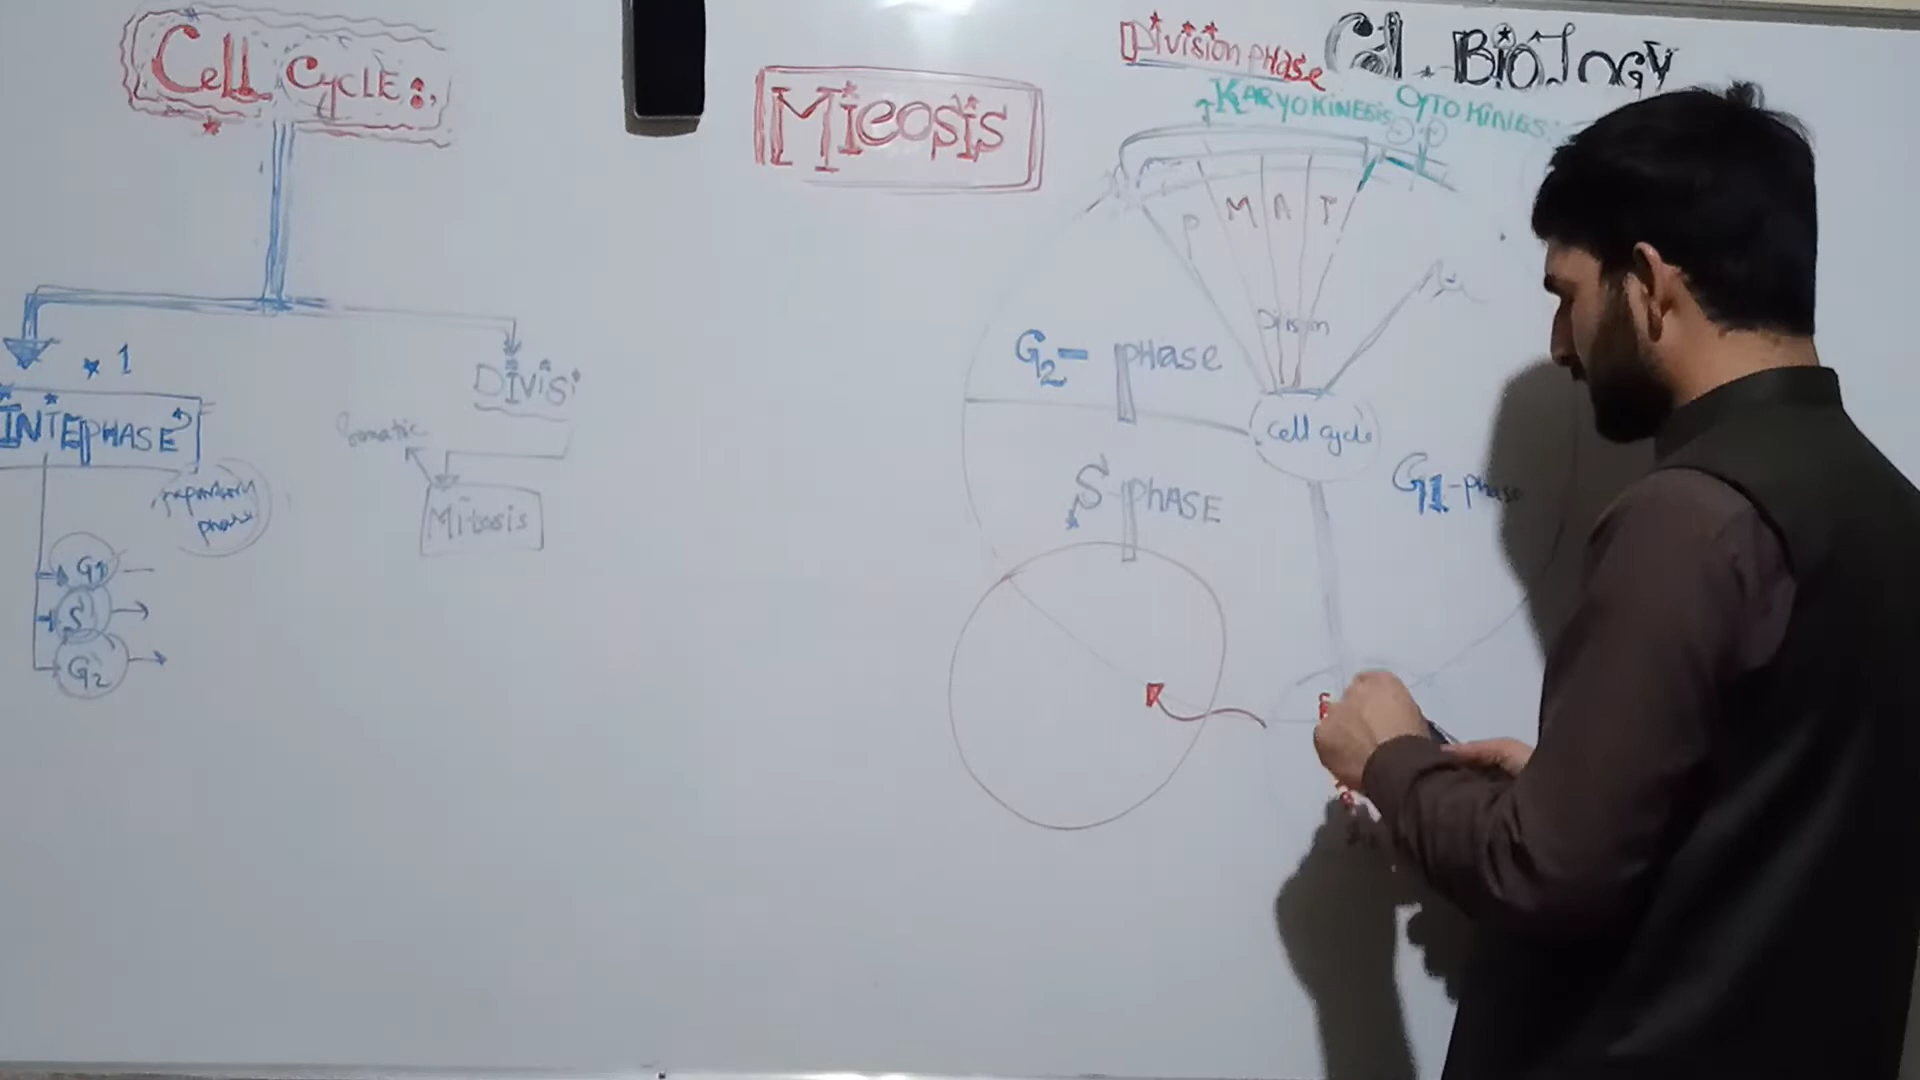 Cell Cycle:,
Mieosis
Division PHase
Cell . BioloGY
KARYOKINESIS
CYTOKINESIS:
P M A T
Division
G2- PHase
Cell cycle
S-PHASE
G1-phase
* 1
INTEPHASE
phase
G1
S
G2
Divis:
Somatic
Mitosis